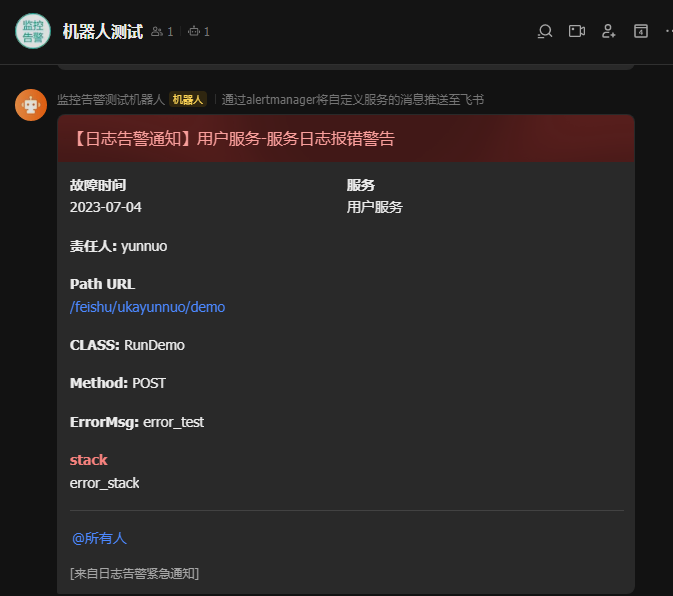 监控
告警
机器人测试 1 1
4
监控告警测试机器人 机器人 通过alertmanager将自定义服务的消息推送至飞书
【日志告警通知】用户服务-服务日志报错警告
故障时间 服务
2023-07-04 用户服务
责任人: yunnuo
Path URL
/feishu/ukayunnuo/demo
CLASS: RunDemo
Method: POST
ErrorMsg: error_test
stack
error_stack
@所有人
[来自日志告警紧急通知]